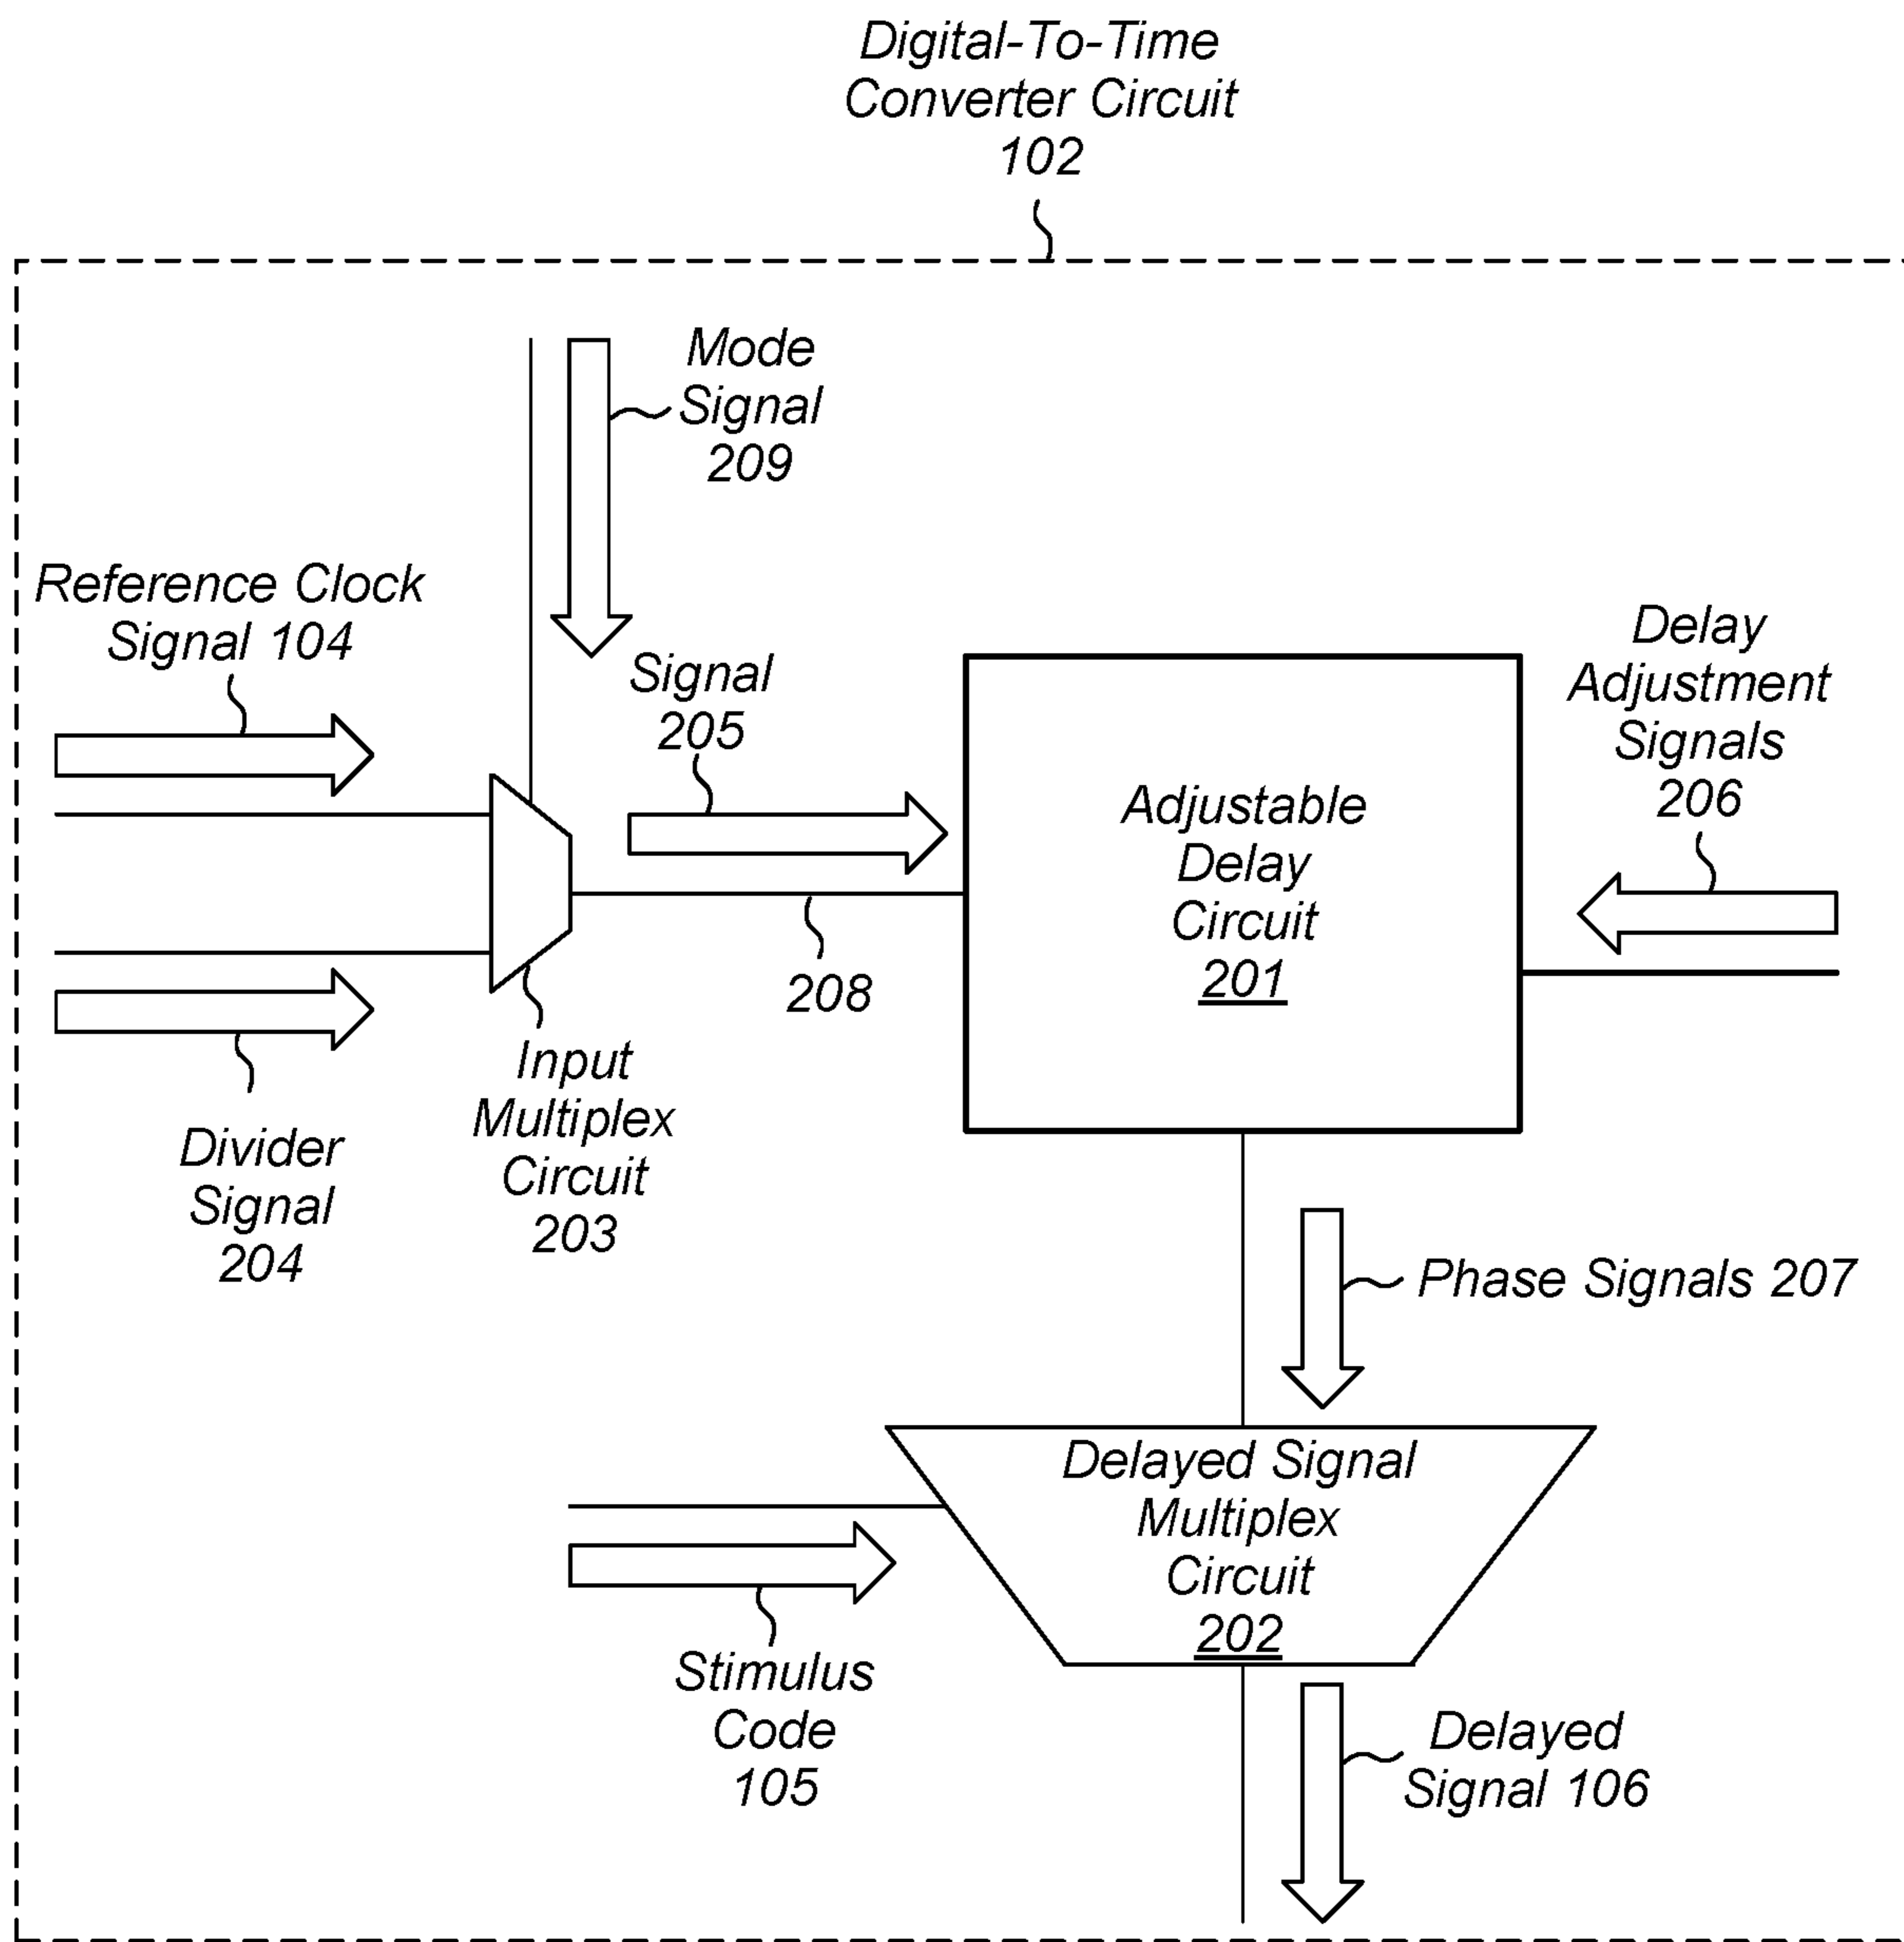 Digital-To-Time
Converter Circuit
102
Mode
Signal
209
Reference Clock
Signal 104
Signal
205
Delay
Adjustment
Signals
206
Adjustable
Delay
Circuit
201
208
Divider
Signal
204
Input
Multiplex
Circuit
203
Phase Signals 207
Delayed Signal
Multiplex
Circuit
202
Stimulus
Code
105
Delayed
Signal 106